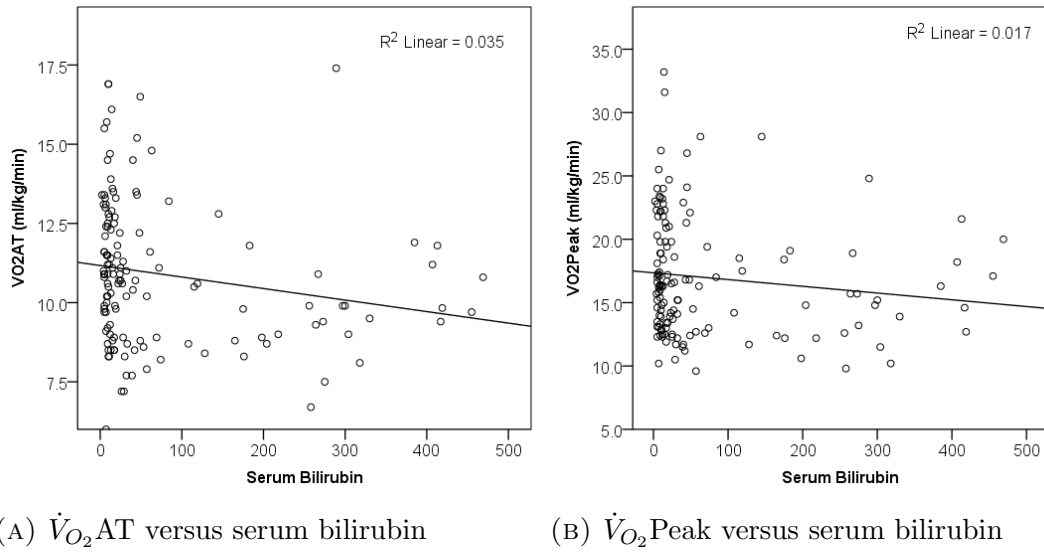 R² Linear = 0.035
17.5
15.0
12.5
10.0
7.5
VO2AT (ml/kg/min)
0 100 200 300 400 500
Serum Bilirubin
(A) V̇O₂AT versus serum bilirubin
R² Linear = 0.017
35.0
30.0
25.0
20.0
15.0
10.0
5.0
VO2Peak (ml/kg/min)
0 100 200 300 400 500
Serum Bilirubin
(B) V̇O₂Peak versus serum bilirubin